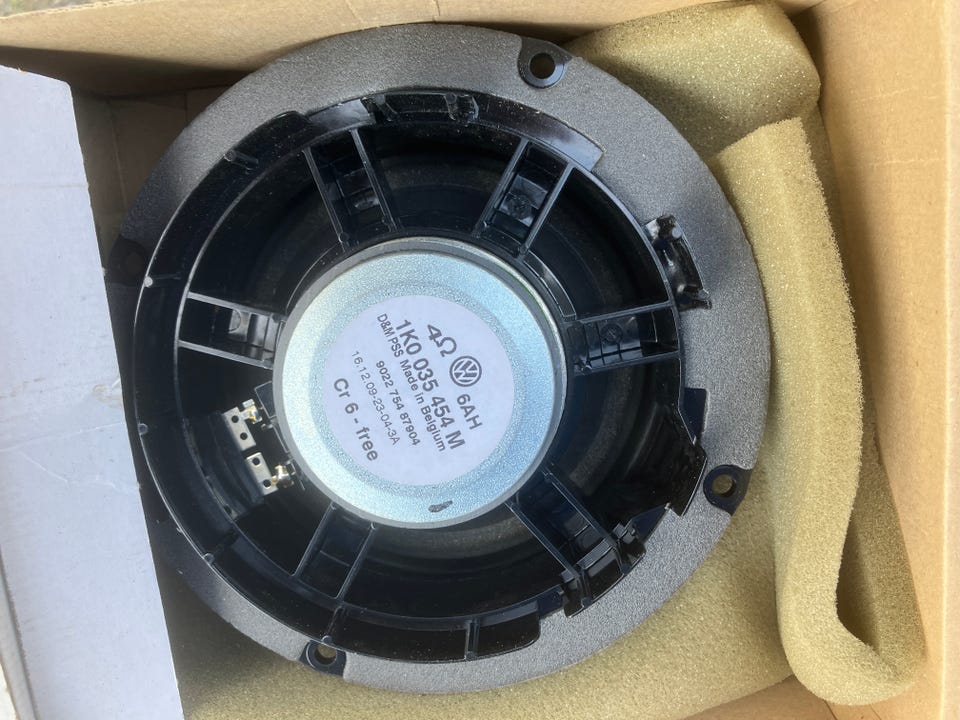 4Ω VW 6AH
1K0 035 454 M
D&M PSS Made in Belgium
9022 754 87904
16.12.09-23-04-3A
Cr 6 - free